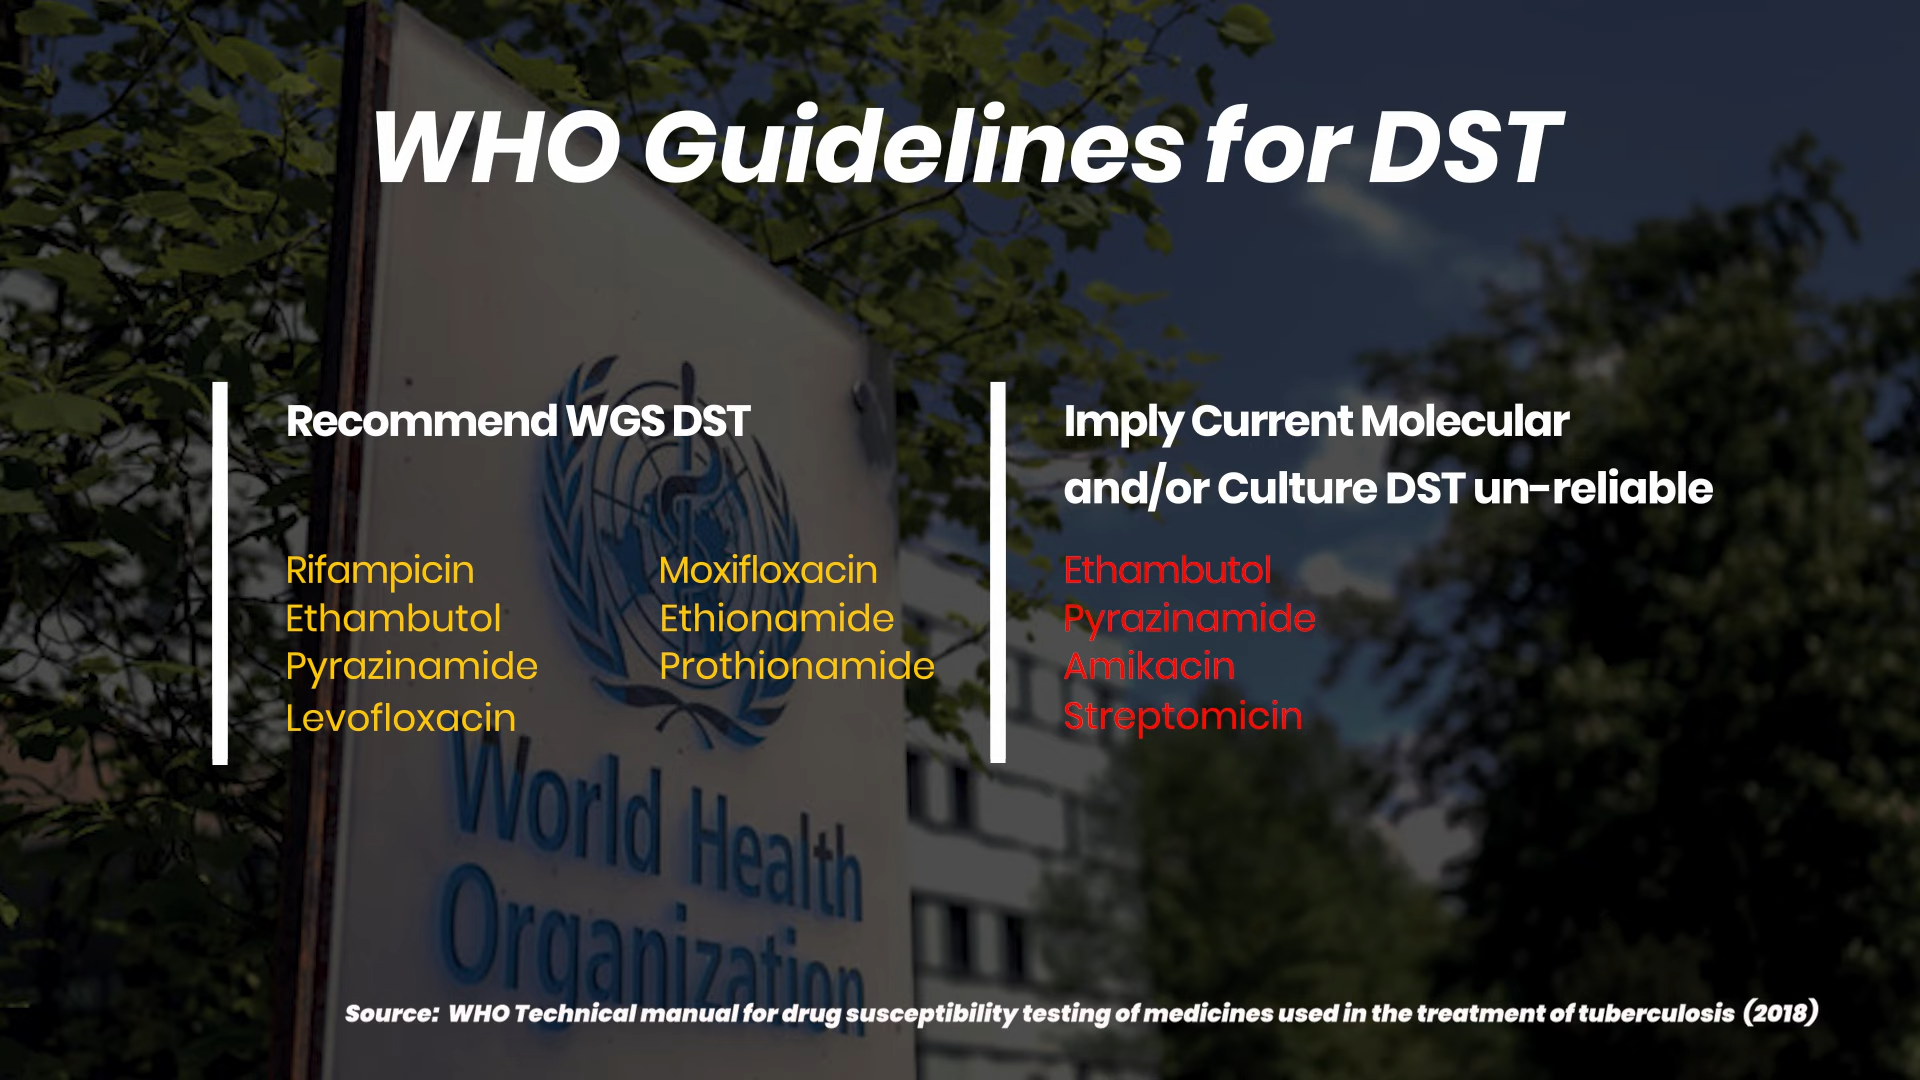 WHO Guidelines for DST
Recommend WGS DST
Rifampicin
Ethambutol
Pyrazinamide
Levofloxacin
Moxifloxacin
Ethionamide
Prothionamide
Imply Current Molecular
and/or Culture DST un-reliable
Ethambutol
Pyrazinamide
Amikacin
Streptomicin
World Health
Organization
Source: WHO Technical manual for drug susceptibility testing of medicines used in the treatment of tuberculosis (2018)